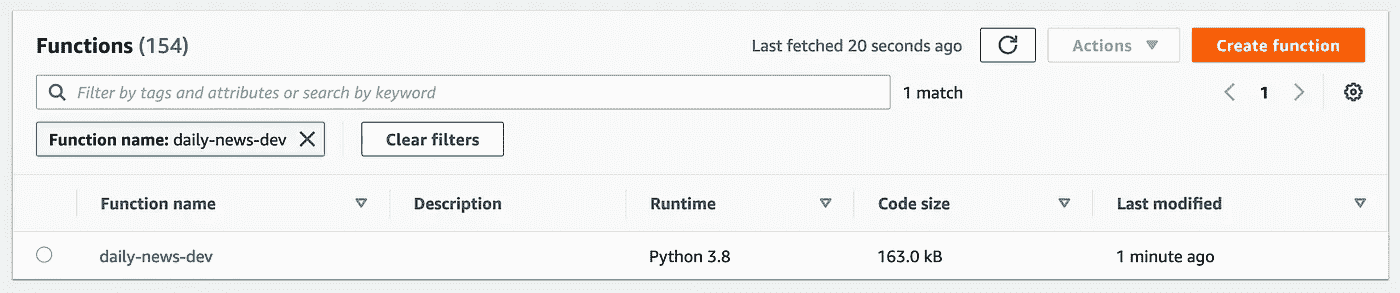 Functions (154) Last fetched 20 seconds ago Actions Create function
Filter by tags and attributes or search by keyword 1 match 1
Function name: daily-news-dev Clear filters
Function name Description Runtime Code size Last modified
daily-news-dev Python 3.8 163.0 kB 1 minute ago